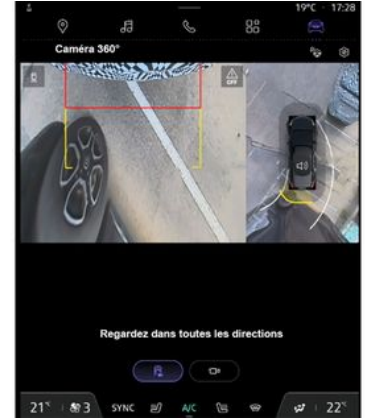 19°C · 17:28
Caméra 360°
OFF
Regardez dans toutes les directions
21°
3
SYNC
A/C
22°